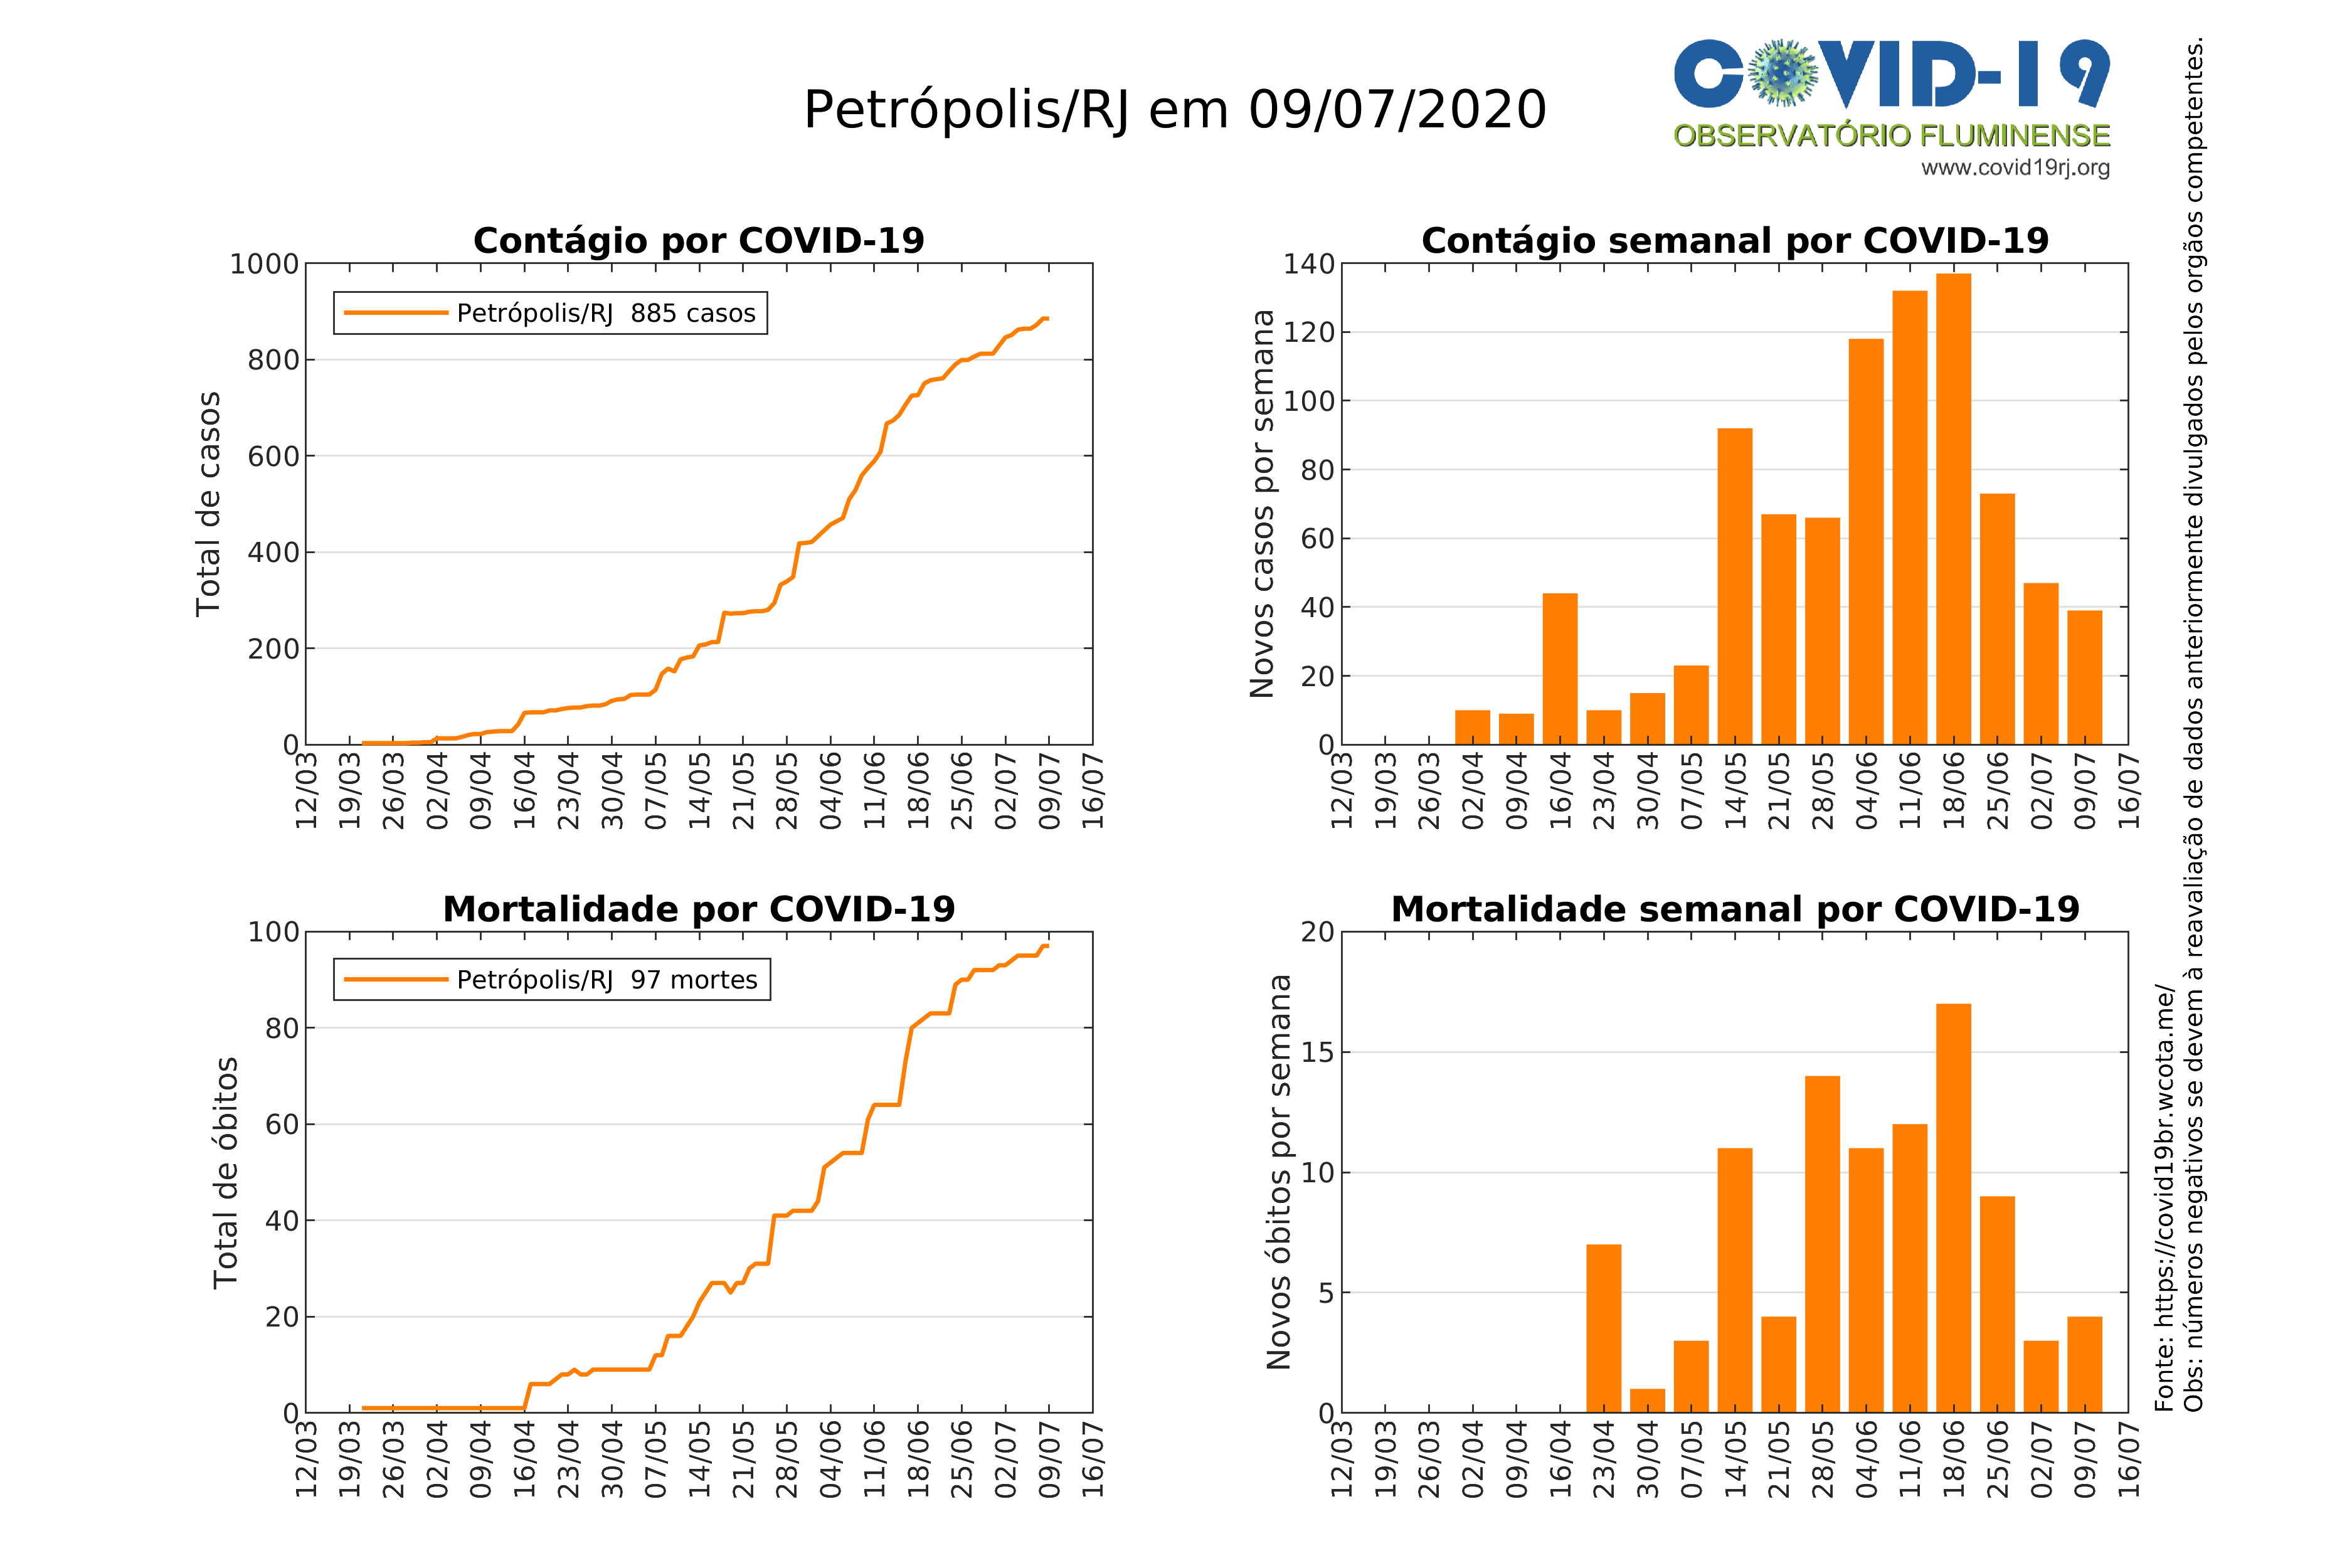 Petrópolis/RJ em 09/07/2020
COVID-19
OBSERVATÓRIO FLUMINENSE
www.covid19rj.org
Contágio por COVID-19
Total de casos
1000
800
600
400
200
0
Petrópolis/RJ 885 casos
12/03 19/03 26/03 02/04 09/04 16/04 23/04 30/04 07/05 14/05 21/05 28/05 04/06 11/06 18/06 25/06 02/07 09/07 16/07
Contágio semanal por COVID-19
Novos casos por semana
140
120
100
80
60
40
20
0
12/03 19/03 26/03 02/04 09/04 16/04 23/04 30/04 07/05 14/05 21/05 28/05 04/06 11/06 18/06 25/06 02/07 09/07 16/07
Mortalidade por COVID-19
Total de óbitos
100
80
60
40
20
0
Petrópolis/RJ 97 mortes
12/03 19/03 26/03 02/04 09/04 16/04 23/04 30/04 07/05 14/05 21/05 28/05 04/06 11/06 18/06 25/06 02/07 09/07 16/07
Mortalidade semanal por COVID-19
Novos óbitos por semana
20
15
10
5
0
12/03 19/03 26/03 02/04 09/04 16/04 23/04 30/04 07/05 14/05 21/05 28/05 04/06 11/06 18/06 25/06 02/07 09/07 16/07
Fonte: https://covid19br.wcota.me/
Obs: números negativos se devem à reavaliação de dados anteriormente divulgados pelos orgãos competentes.